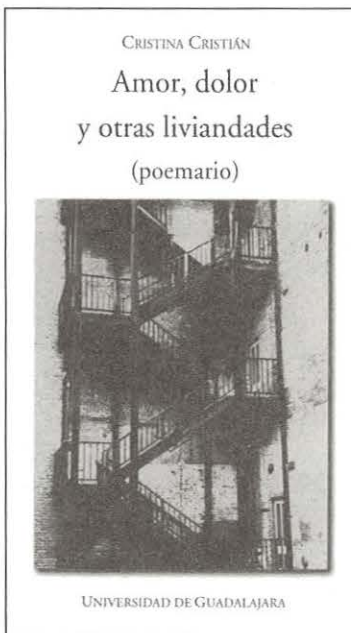 CRISTINA CRISTIÁN
Amor, dolor
y otras liviandades
(poemario)
UNIVERSIDAD DE GUADALAJARA